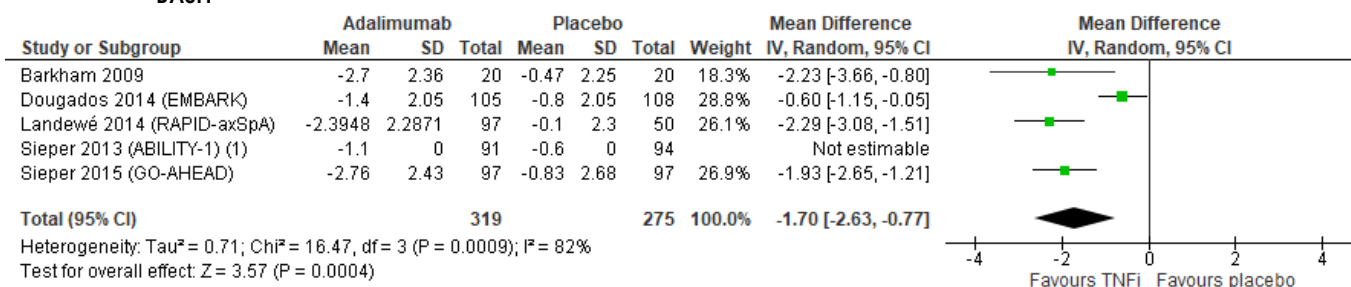 Adalimumab Placebo Mean Difference Mean Difference
Study or Subgroup Mean SD Total Mean SD Total Weight IV, Random, 95% CI IV, Random, 95% CI
Barkham 2009 -2.7 2.36 20 -0.47 2.25 20 18.3% -2.23 [-3.66, -0.80]
Dougados 2014 (EMBARK) -1.4 2.05 105 -0.8 2.05 108 28.8% -0.60 [-1.15, -0.05]
Landewé 2014 (RAPID-axSpA) -2.3948 2.2871 97 -0.1 2.3 50 26.1% -2.29 [-3.08, -1.51]
Sieper 2013 (ABILITY-1) (1) -1.1 0 91 -0.6 0 94 Not estimable
Sieper 2015 (GO-AHEAD) -2.76 2.43 97 -0.83 2.68 97 26.9% -1.93 [-2.65, -1.21]
Total (95% CI) 319 275 100.0% -1.70 [-2.63, -0.77]
Heterogeneity: Tau² = 0.71; Chi² = 16.47, df = 3 (P = 0.0009); I² = 82%
Test for overall effect: Z = 3.57 (P = 0.0004)
-4 -2 0 2 4
Favours TNFi Favours placebo